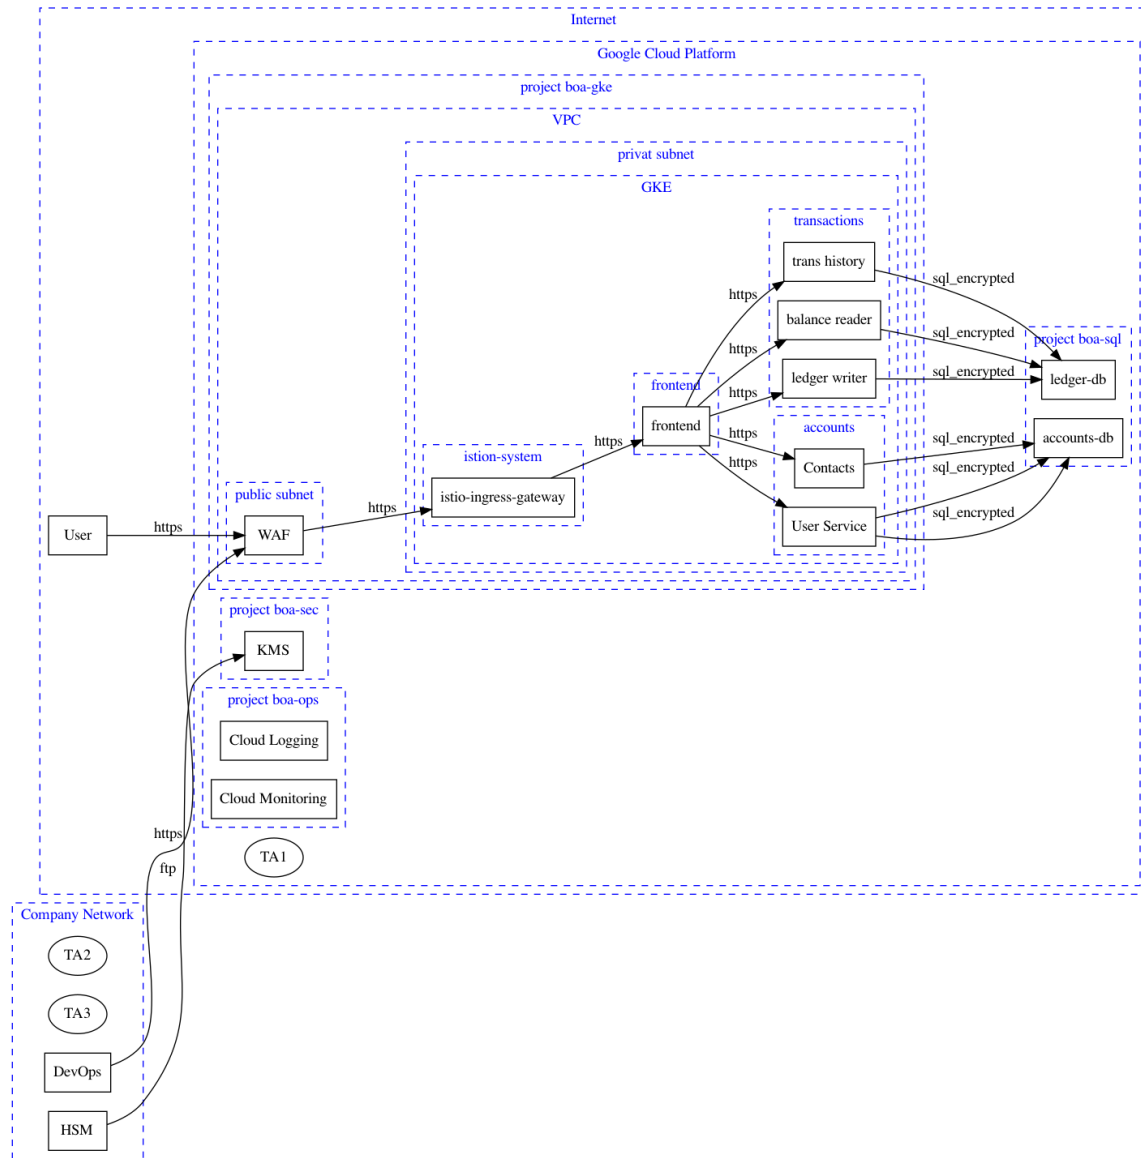 Internet
Google Cloud Platform
project boa-gke
VPC
privat subnet
GKE
transactions
trans history
https
sql_encrypted
balance reader
https
sql_encrypted
project boa-sql
ledger writer
https
sql_encrypted
ledger-db
frontend
frontend
https
accounts
https
Contacts
sql_encrypted
accounts-db
sql_encrypted
https
User Service
sql_encrypted
istion-system
istio-ingress-gateway
https
public subnet
WAF
User
https
project boa-sec
KMS
project boa-ops
Cloud Logging
Cloud Monitoring
https
ftp
TA1
Company Network
TA2
TA3
DevOps
HSM